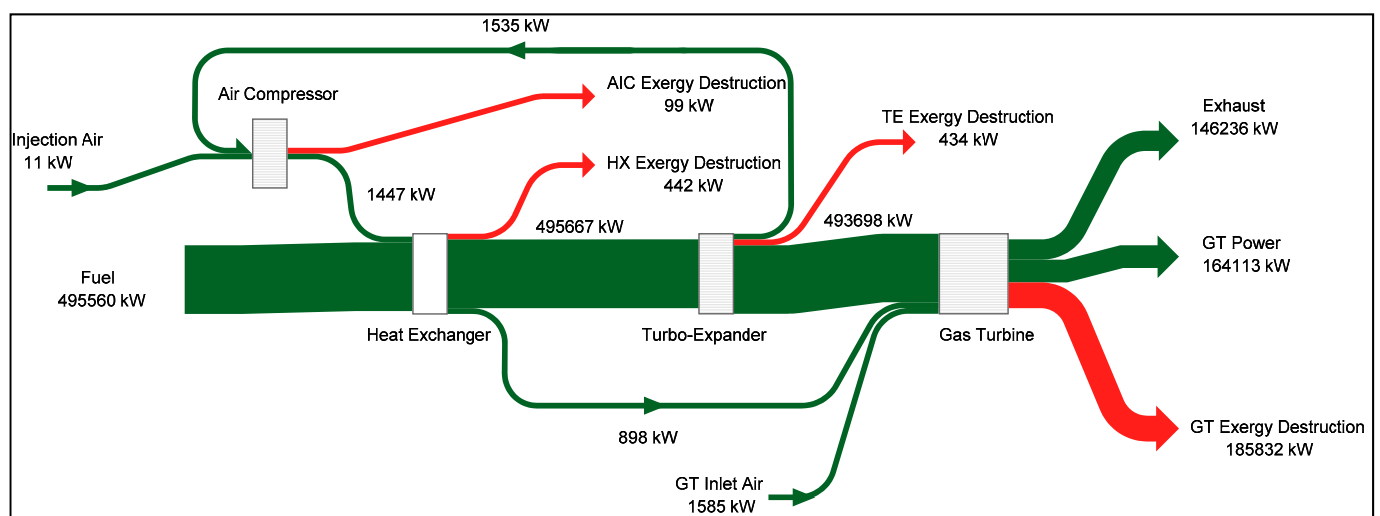 1535 kW
Air Compressor
AIC Exergy Destruction
99 kW
Injection Air
11 kW
TE Exergy Destruction
434 kW
Exhaust
146236 kW
HX Exergy Destruction
442 kW
1447 kW
495667 kW
493698 kW
GT Power
164113 kW
Fuel
495560 kW
Heat Exchanger
Turbo-Expander
Gas Turbine
898 kW
GT Exergy Destruction
185832 kW
GT Inlet Air
1585 kW